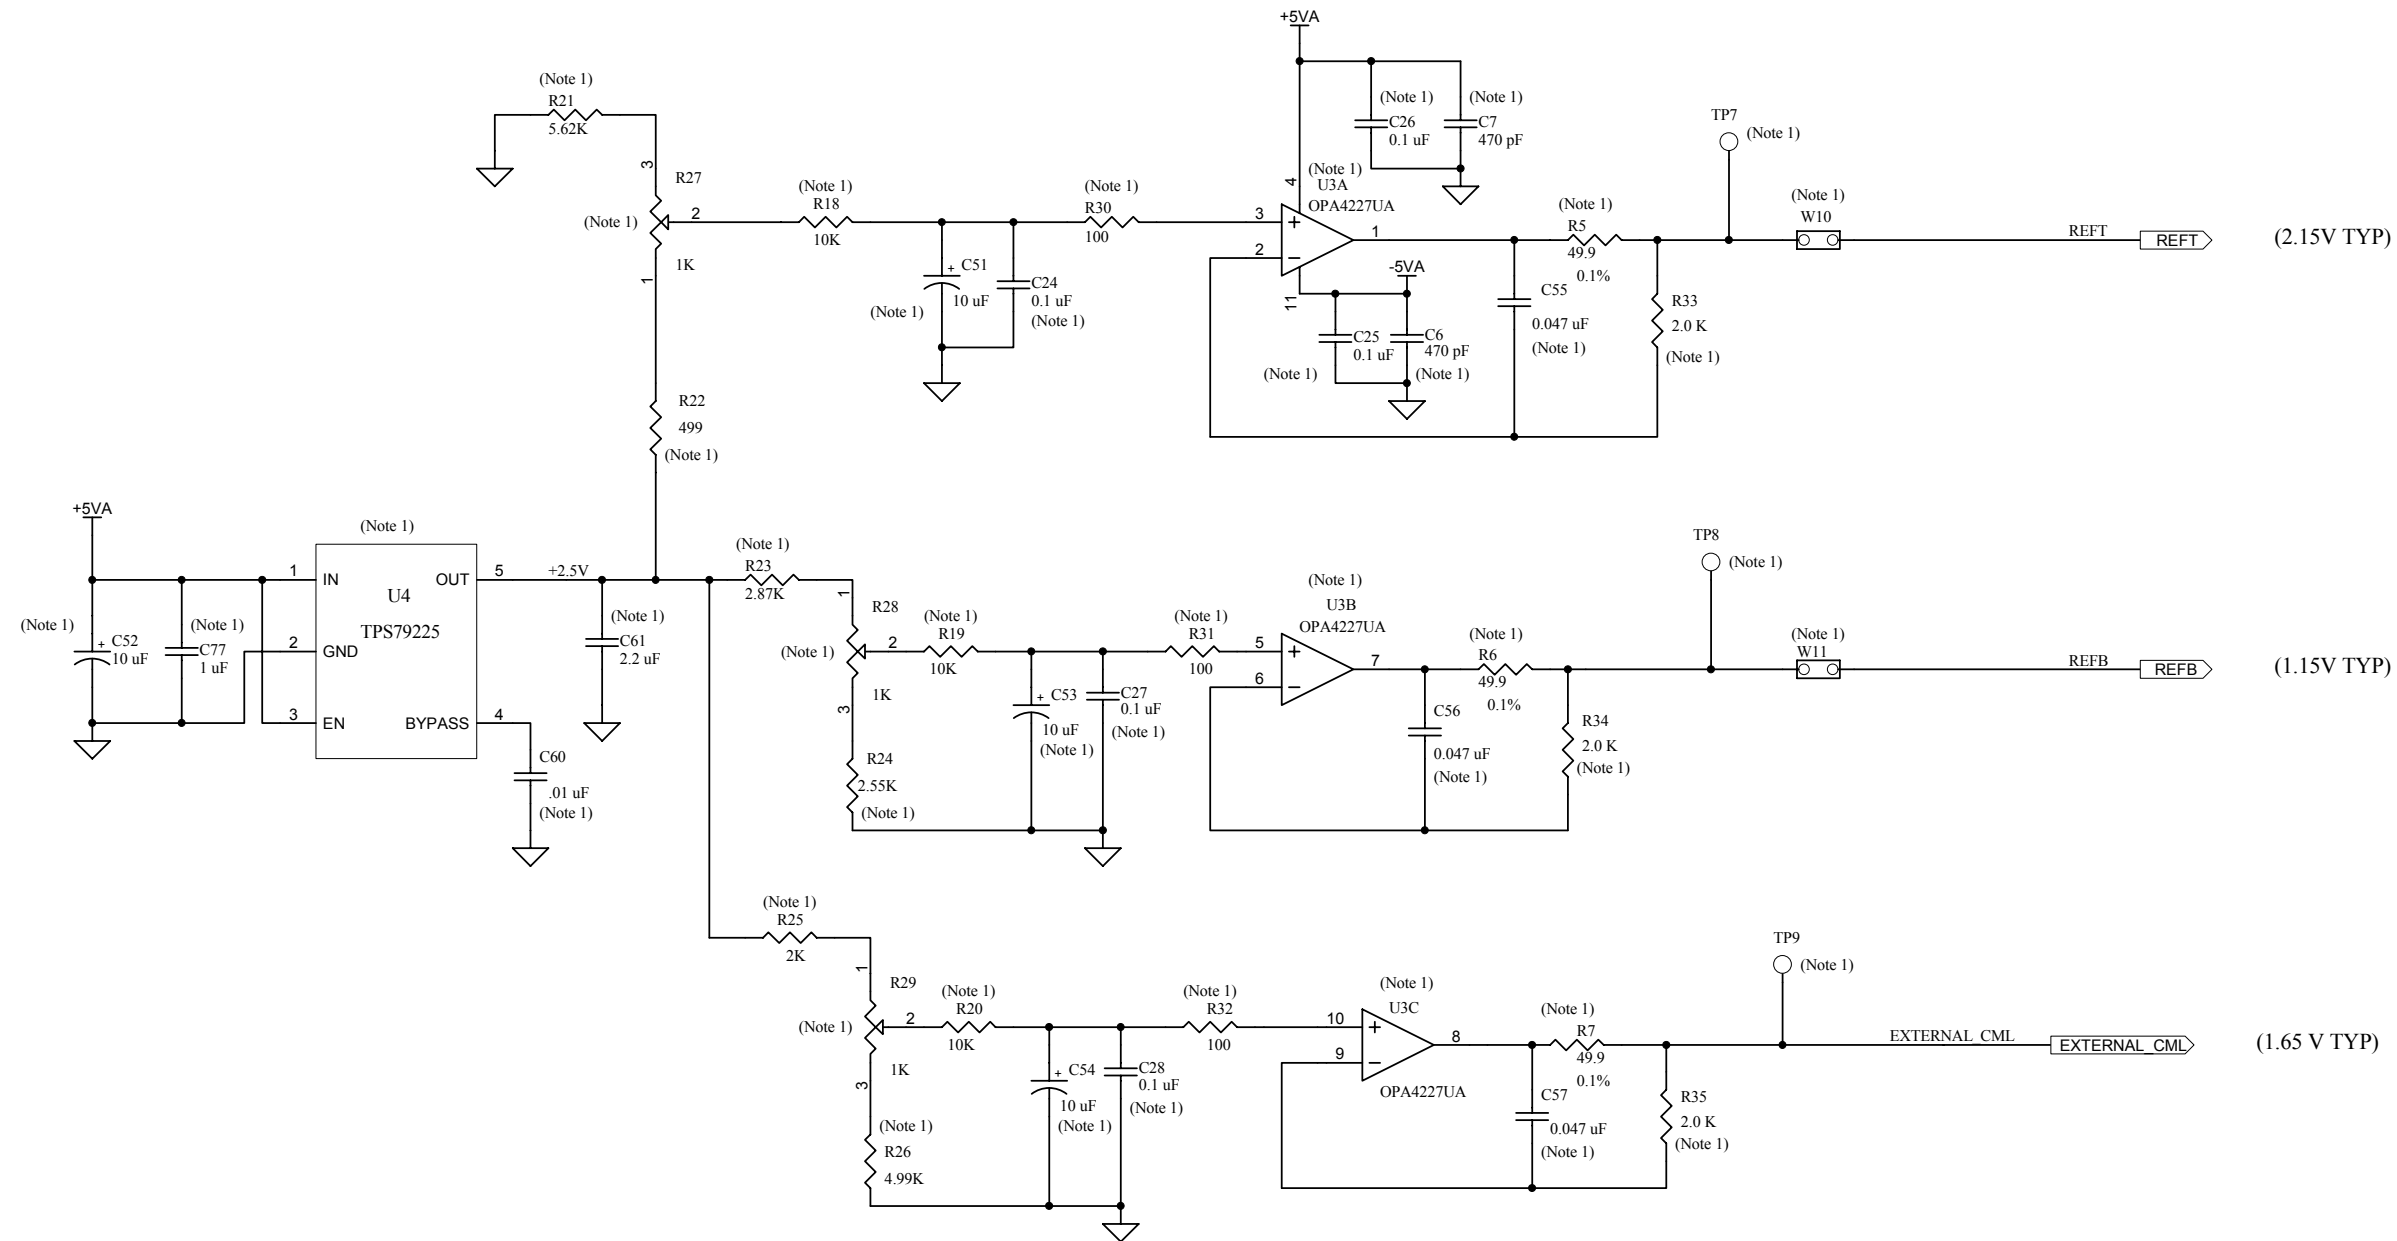 +5VA
(Note 1)
R21
5.62K
3
R27
(Note 1)
1K
1
2
(Note 1)
R18
10K
C51
+
10 uF
(Note 1)
C24
0.1 uF
(Note 1)
(Note 1)
R30
100
(Note 1)
C26
0.1 uF
(Note 1)
C7
470 pF
4
(Note 1)
U3A
OPA4227UA
3
+
2
−
1
11
-5VA
C25
0.1 uF
(Note 1)
C6
470 pF
(Note 1)
C55
0.047 uF
(Note 1)
(Note 1)
R5
49.9
0.1%
R33
2.0 K
(Note 1)
TP7
(Note 1)
(Note 1)
W10
REFT
REFT
(2.15V TYP)
R22
499
(Note 1)
+5VA
(Note 1)
+
C52
10 uF
(Note 1)
C77
1 uF
(Note 1)
1
IN
OUT
5
U4
TPS79225
2
GND
3
EN
BYPASS
4
+2.5V
(Note 1)
C61
2.2 uF
C60
.01 uF
(Note 1)
(Note 1)
R23
2.87K
1
R28
(Note 1)
1K
3
2
R24
2.55K
(Note 1)
(Note 1)
R19
10K
+
C53
10 uF
(Note 1)
C27
0.1 uF
(Note 1)
(Note 1)
R31
100
(Note 1)
U3B
OPA4227UA
5
+
6
−
7
C56
0.047 uF
(Note 1)
(Note 1)
R6
49.9
0.1%
R34
2.0 K
(Note 1)
TP8
(Note 1)
(Note 1)
W11
REFB
REFB
(1.15V TYP)
(Note 1)
R25
2K
1
R29
(Note 1)
1K
3
2
(Note 1)
R26
4.99K
(Note 1)
R20
10K
+
C54
10 uF
(Note 1)
C28
0.1 uF
(Note 1)
(Note 1)
R32
100
(Note 1)
U3C
10
+
9
−
8
OPA4227UA
C57
0.047 uF
(Note 1)
(Note 1)
R7
49.9
0.1%
R35
2.0 K
(Note 1)
TP9
(Note 1)
EXTERNAL_CML
EXTERNAL_CML
(1.65 V TYP)